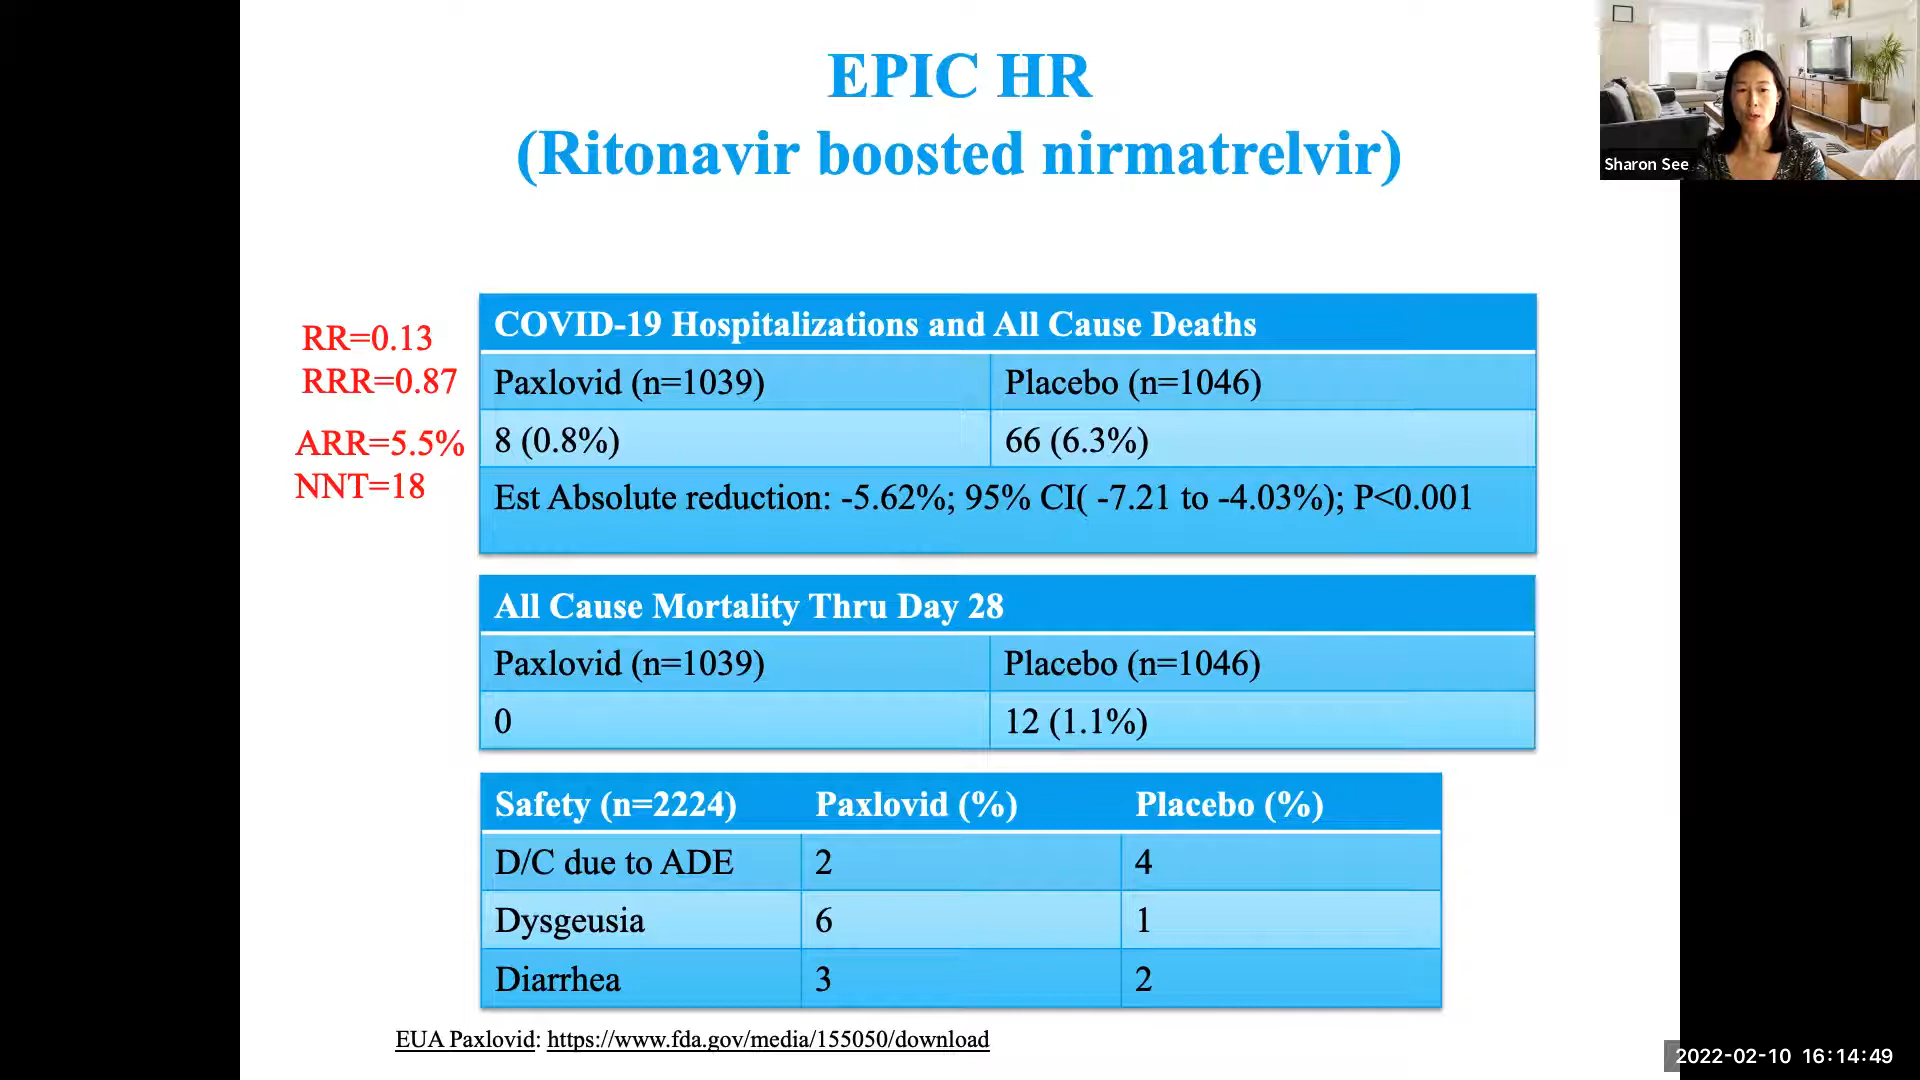 EPIC HR
(Ritonavir boosted nirmatrelvir)
Sharon See
RR=0.13
RRR=0.87
ARR=5.5%
NNT=18
COVID-19 Hospitalizations and All Cause Deaths
Paxlovid (n=1039) Placebo (n=1046)
8 (0.8%) 66 (6.3%)
Est Absolute reduction: -5.62%; 95% CI( -7.21 to -4.03%); P<0.001
All Cause Mortality Thru Day 28
Paxlovid (n=1039) Placebo (n=1046)
0 12 (1.1%)
Safety (n=2224) Paxlovid (%) Placebo (%)
D/C due to ADE 2 4
Dysgeusia 6 1
Diarrhea 3 2
EUA Paxlovid: https://www.fda.gov/media/155050/download
2022-02-10 16:14:49